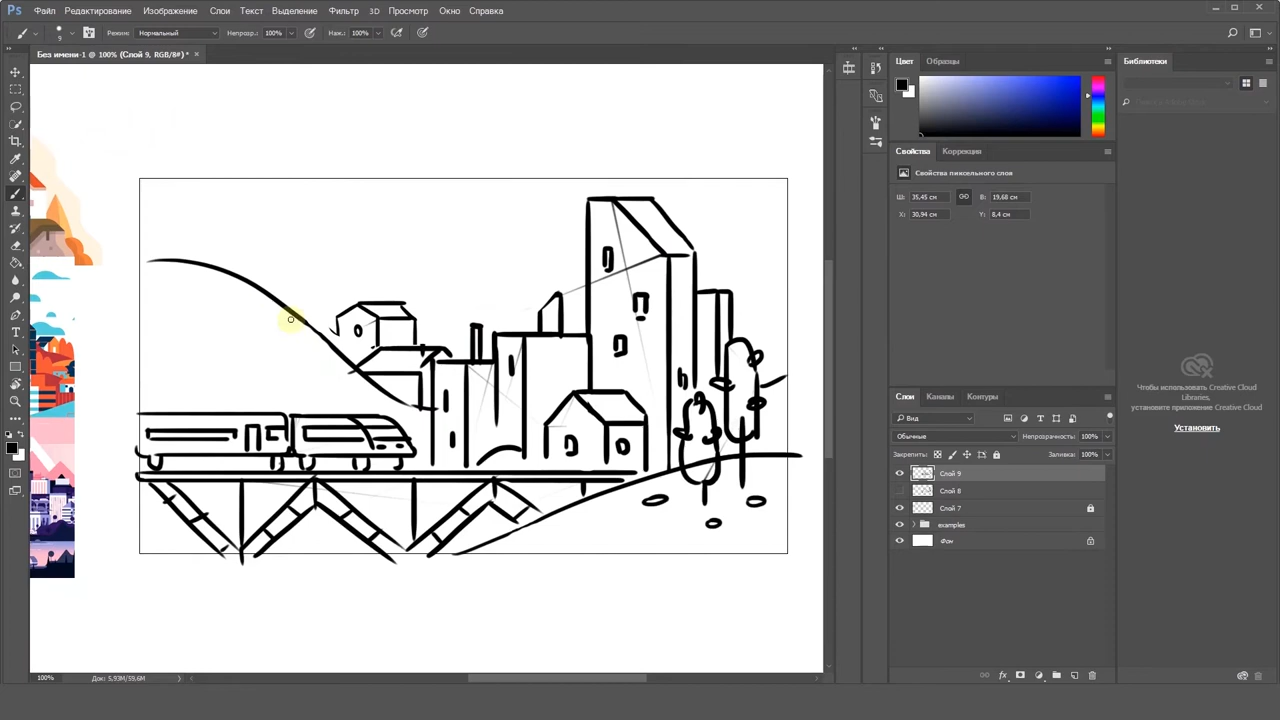 Ps Файл Редактирование Изображение Слои Текст Выделение Фильтр 3D Просмотр Окно Справка
9 Режим: Нормальный Непрозр.: 100% Наж.: 100%
Без имени-1 @ 100% (Слой 9, RGB/8#) * ×
Цвет Образцы
Библиотеки
Свойства Коррекция
Свойства пиксельного слоя
Ш: 35,45 см В: 19,68 см
X: 30,94 см Y: 8,4 см
Чтобы использовать Creative Cloud
Libraries,
установите приложение Creative Cloud
Установить
Слои Каналы Контуры
Вид
Обычные Непрозрачность: 100%
Закрепить: Заливка: 100%
Слой 9
Слой 8
Слой 7
examples
Фон
100% Док: 5,93M/59,6M